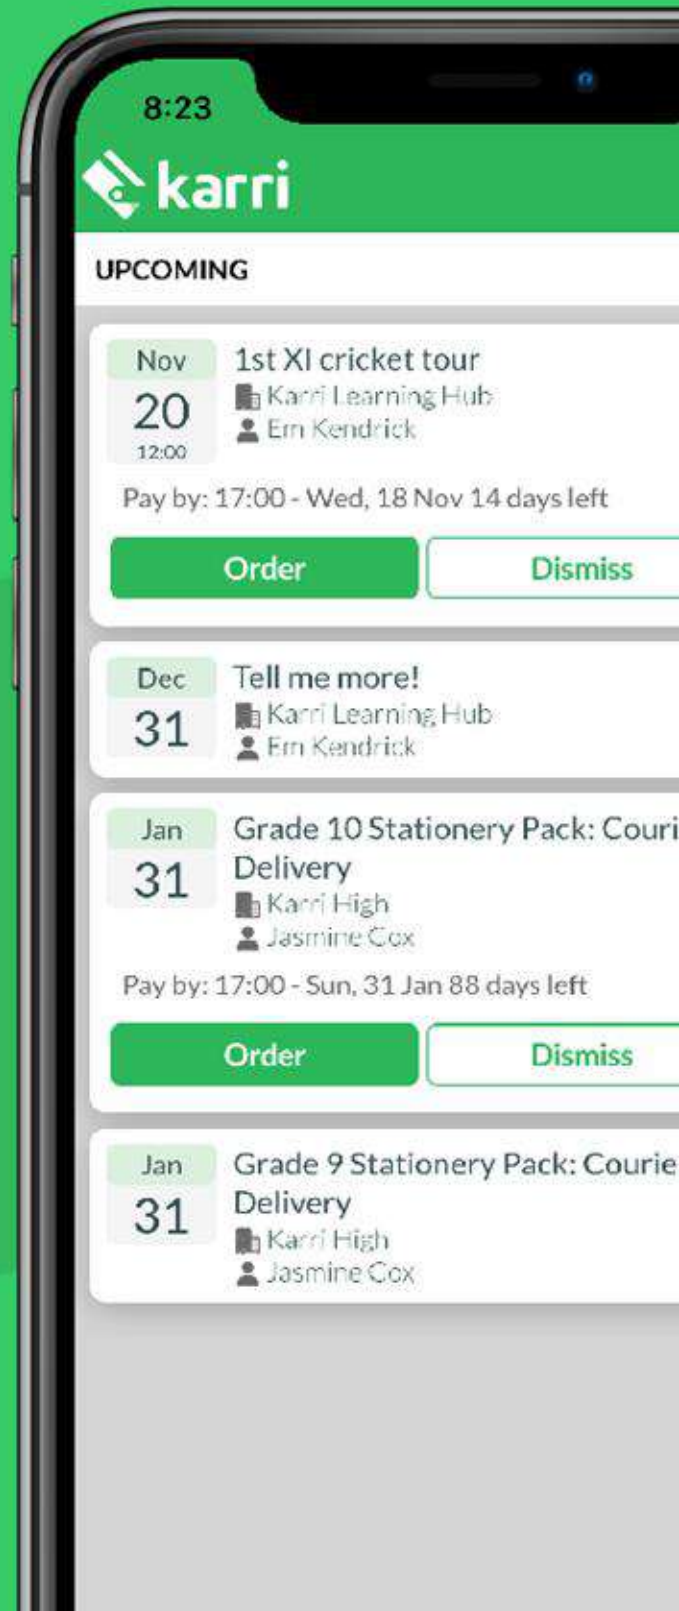 8:23
karri
UPCOMING
Nov
20
12:00
1st XI cricket tour
Karri Learning Hub
Em Kendrick
Pay by: 17:00 - Wed, 18 Nov 14 days left
Order
Dismiss
Dec
31
Tell me more!
Karri Learning Hub
Em Kendrick
Jan
31
Grade 10 Stationery Pack: Couri
Delivery
Karri High
Jasmine Cox
Pay by: 17:00 - Sun, 31 Jan 88 days left
Order
Dismiss
Jan
31
Grade 9 Stationery Pack: Courie
Delivery
Karri High
Jasmine Cox